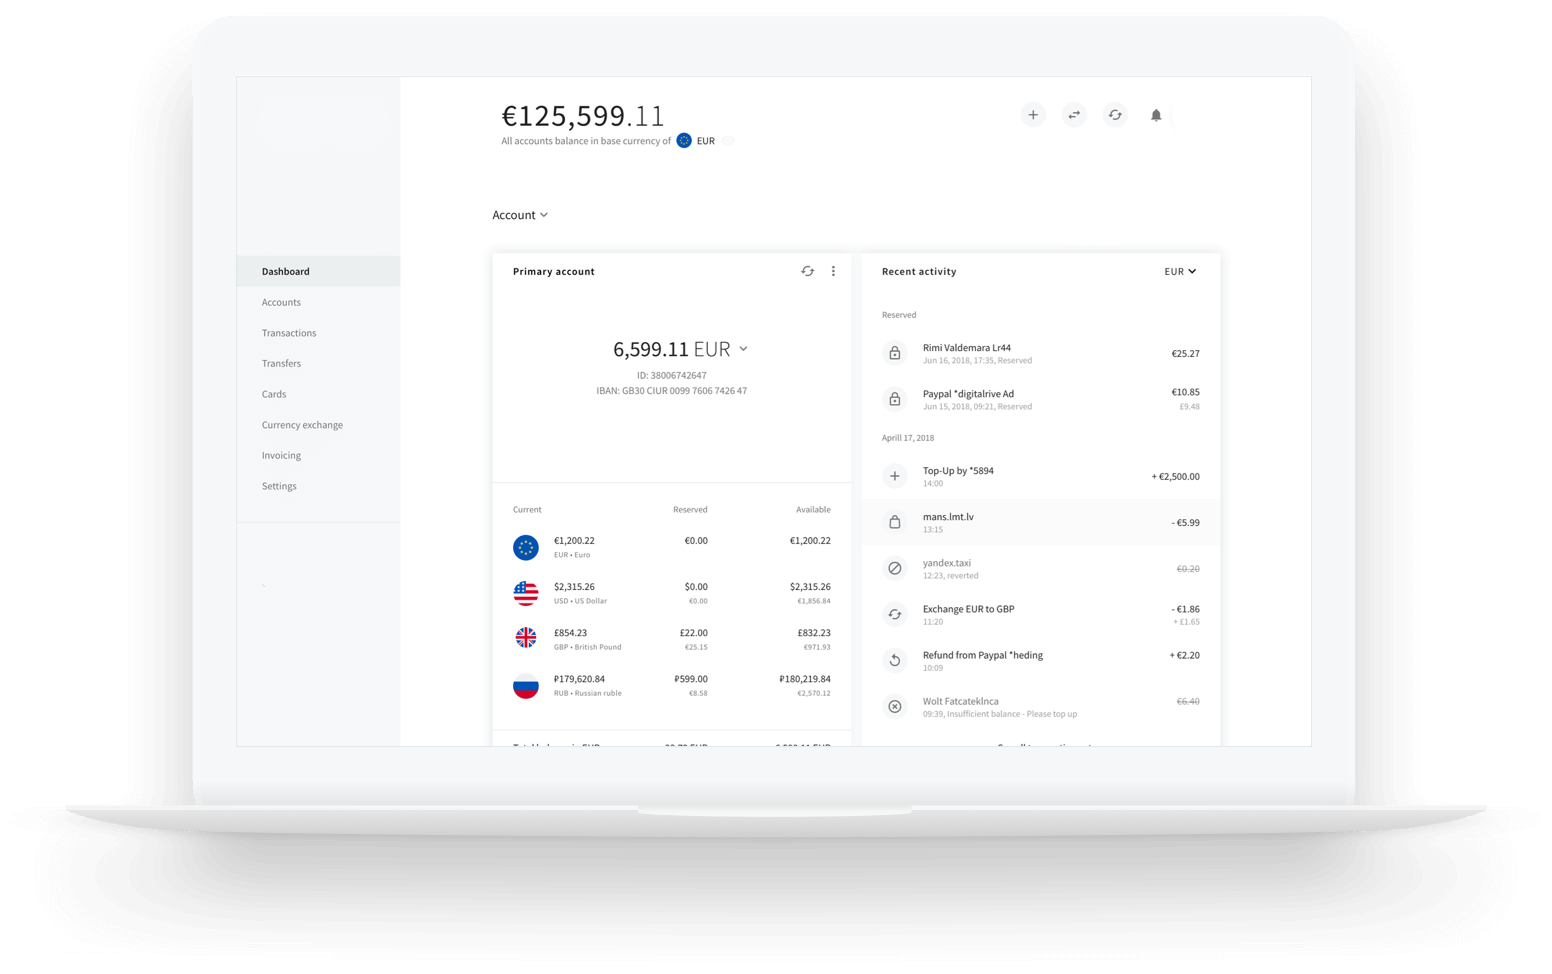 €125,599.11
All accounts balance in base currency of EUR
Account
Dashboard
Accounts
Transactions
Transfers
Cards
Currency exchange
Invoicing
Settings
Primary account
6,599.11 EUR
ID: 38006742647
IBAN: GB30 CIUR 0099 7606 7426 47
Current Reserved Available
€1,200.22 €0.00 €1,200.22
EUR • Euro
$2,315.26 $0.00 $2,315.26
USD • US Dollar €0.00 €1,856.84
£854.23 £22.00 £832.23
GBP • British Pound €25.15 €971.93
₽179,620.84 ₽599.00 ₽180,219.84
RUB • Russian ruble €8.58 €2,570.12
Recent activity EUR
Reserved
Rimi Valdemara Lr44 €25.27
Jun 16, 2018, 17:35, Reserved
Paypal *digitalrive Ad €10.85
Jun 15, 2018, 09:21, Reserved £9.48
Aprill 17, 2018
Top-Up by *5894 + €2,500.00
14:00
mans.lmt.lv - €5.99
13:15
yandex.taxi €0.20
12:23, reverted
Exchange EUR to GBP - €1.86
11:20 + £1.65
Refund from Paypal *heding + €2.20
10:09
Wolt Fatcateklnca €6.40
09:39, Insufficient balance - Please top up